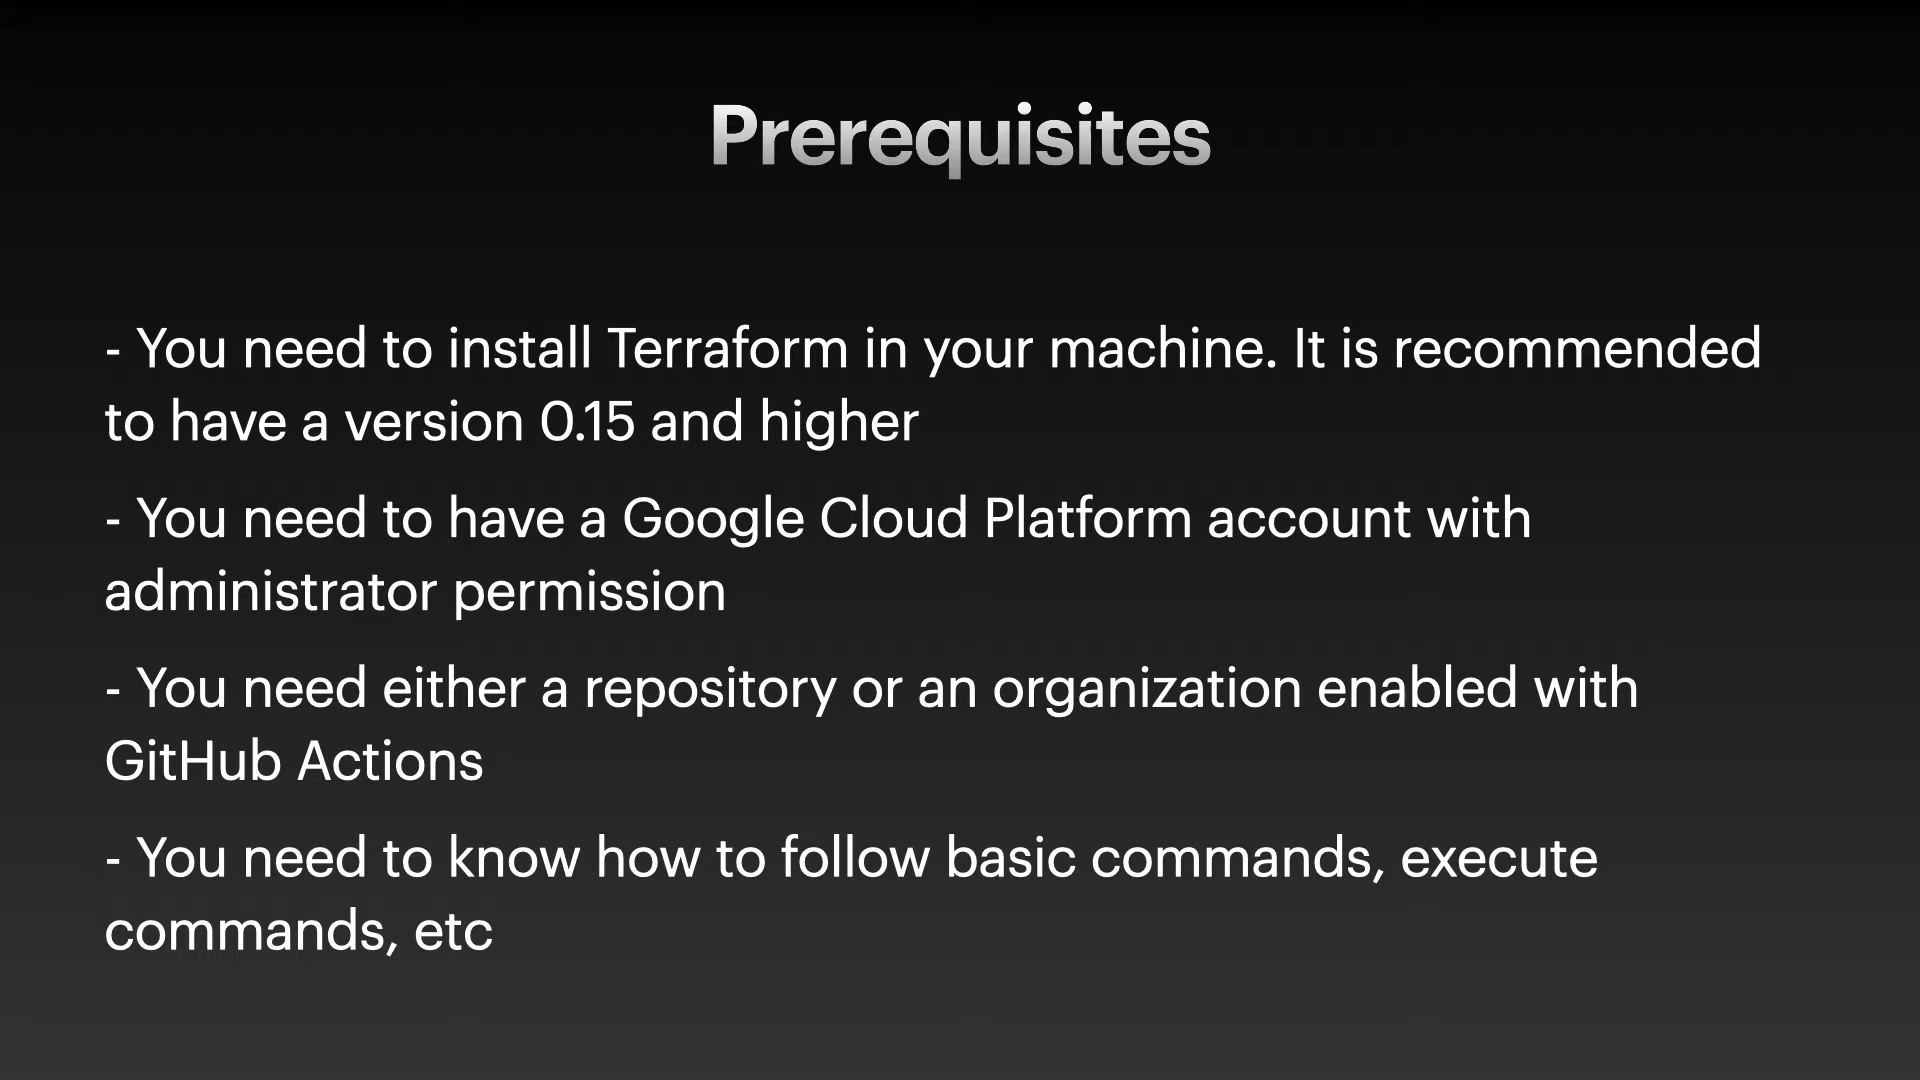 Prerequisites
- You need to install Terraform in your machine. It is recommended
to have a version 0.15 and higher
- You need to have a Google Cloud Platform account with
administrator permission
- You need either a repository or an organization enabled with
GitHub Actions
- You need to know how to follow basic commands, execute
commands, etc